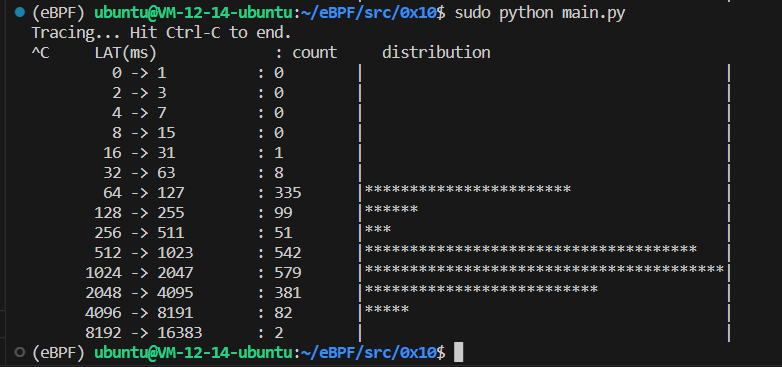 (eBPF) ubuntu@VM-12-14-ubuntu:~/eBPF/src/0x10$ sudo python main.py
Tracing... Hit Ctrl-C to end.
^C     LAT(ms)             : count     distribution
         0 -> 1          : 0        |                                        |
         2 -> 3          : 0        |                                        |
         4 -> 7          : 0        |                                        |
         8 -> 15         : 0        |                                        |
        16 -> 31         : 1        |                                        |
        32 -> 63         : 8        |                                        |
        64 -> 127        : 335      |***********************                 |
       128 -> 255        : 99       |******                                  |
       256 -> 511        : 51       |***                                     |
       512 -> 1023       : 542      |*************************************   |
      1024 -> 2047       : 579      |****************************************|
      2048 -> 4095       : 381      |**************************              |
      4096 -> 8191       : 82       |*****                                   |
      8192 -> 16383      : 2        |                                        |
(eBPF) ubuntu@VM-12-14-ubuntu:~/eBPF/src/0x10$